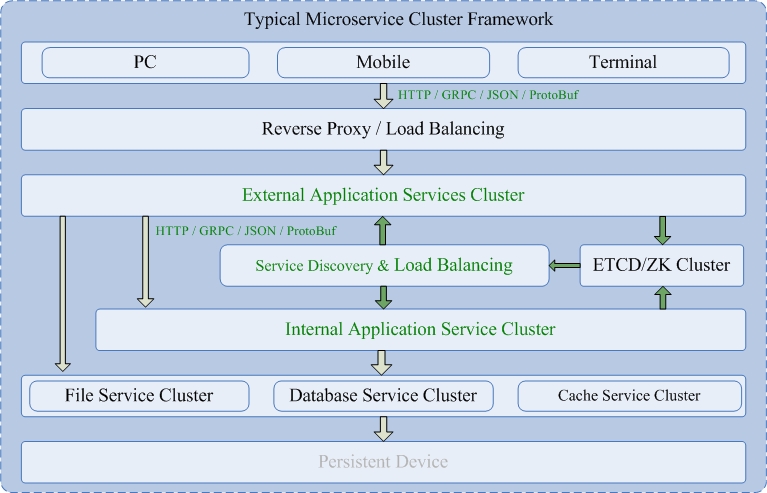 Typical Microservice Cluster Framework
PC
Mobile
Terminal
HTTP / GRPC / JSON / ProtoBuf
Reverse Proxy / Load Balancing
External Application Services Cluster
HTTP / GRPC / JSON / ProtoBuf
Service Discovery & Load Balancing
ETCD/ZK Cluster
Internal Application Service Cluster
File Service Cluster
Database Service Cluster
Cache Service Cluster
Persistent Device